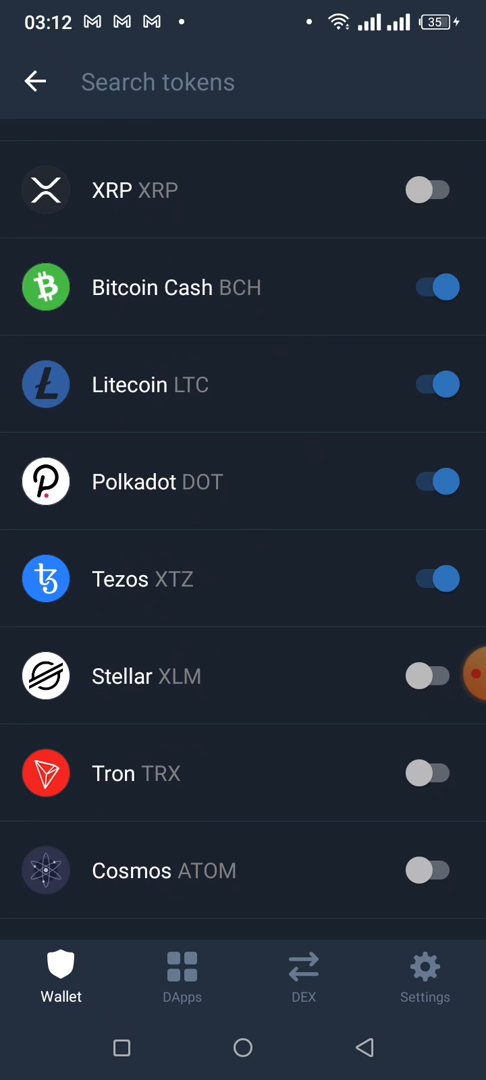 03:12
35
Search tokens
XRP XRP
Bitcoin Cash BCH
Litecoin LTC
Polkadot DOT
Tezos XTZ
Stellar XLM
Tron TRX
Cosmos ATOM
Wallet DApps DEX Settings